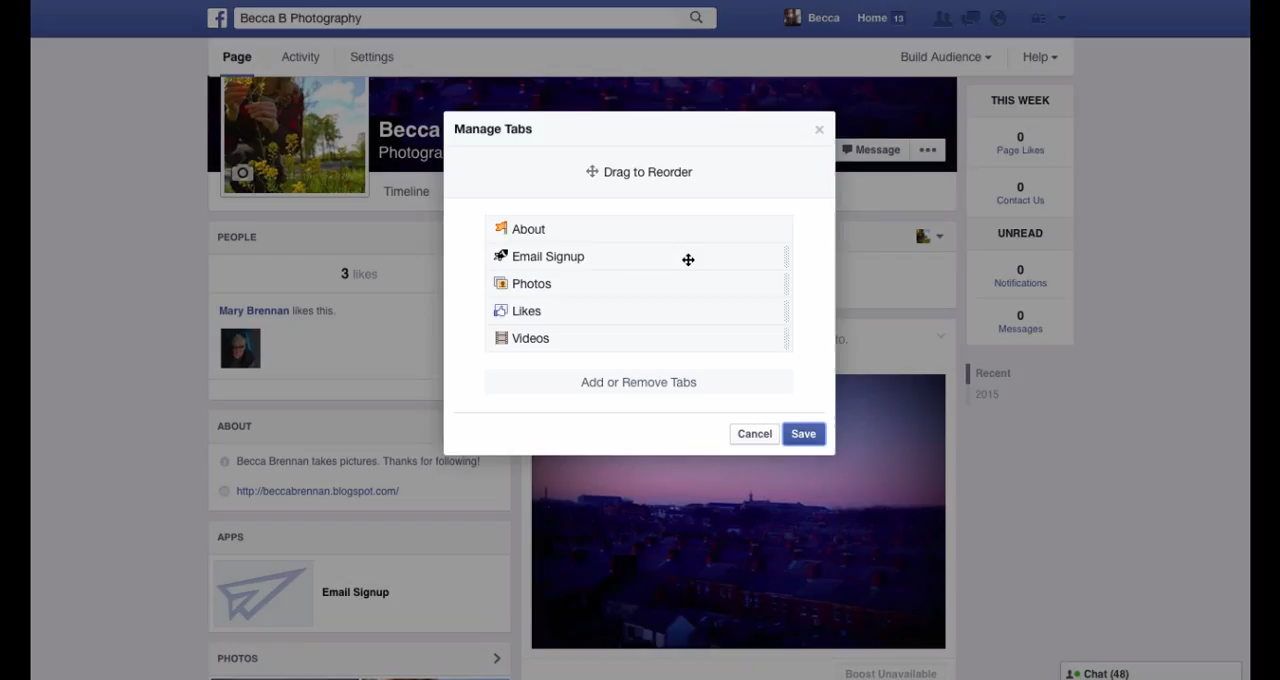 Becca B Photography
Becca
Home 13
Page
Activity
Settings
Build Audience
Help
Becca
Photogra
Message
Timeline
THIS WEEK
0
Page Likes
0
Contact Us
UNREAD
0
Notifications
0
Messages
Recent
2015
Manage Tabs
Drag to Reorder
About
Email Signup
Photos
Likes
Videos
Add or Remove Tabs
Cancel
Save
PEOPLE
3 likes
Mary Brennan likes this.
to.
ABOUT
Becca Brennan takes pictures. Thanks for following!
http://beccabrennan.blogspot.com/
APPS
Email Signup
PHOTOS
Boost Unavailable
Chat (48)